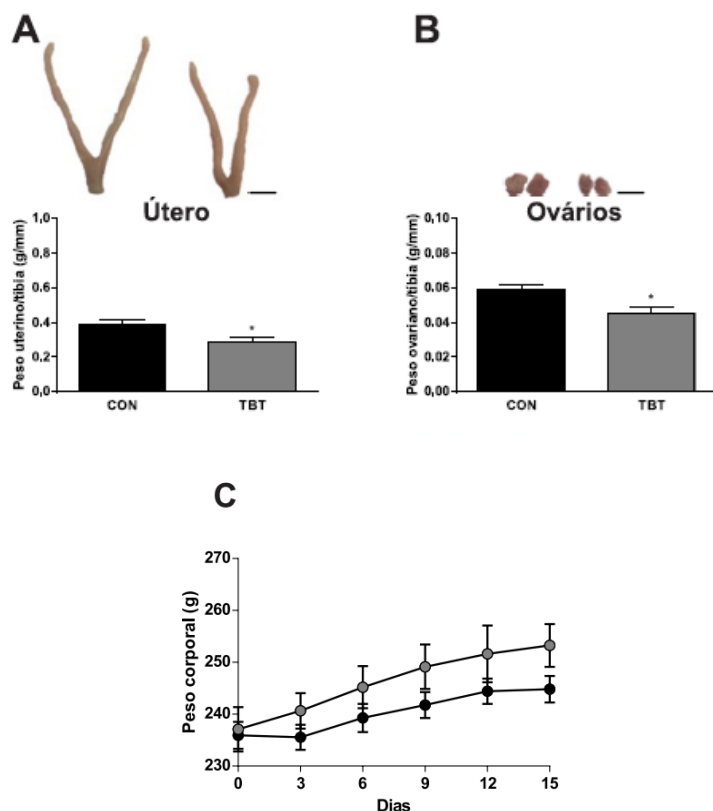 A
Útero
Peso uterino/tibia (g/mm)
1,0
0,8
0,6
0,4
0,2
0,0
*
CON TBT
B
Ovários
Peso ovariano/tibia (g/mm)
0,10
0.08
0.06
0.04
0.02
0,00
*
CON TBT
C
Peso corporal (g)
270
260
250
240
230
0 3 6 9 12 15
Dias